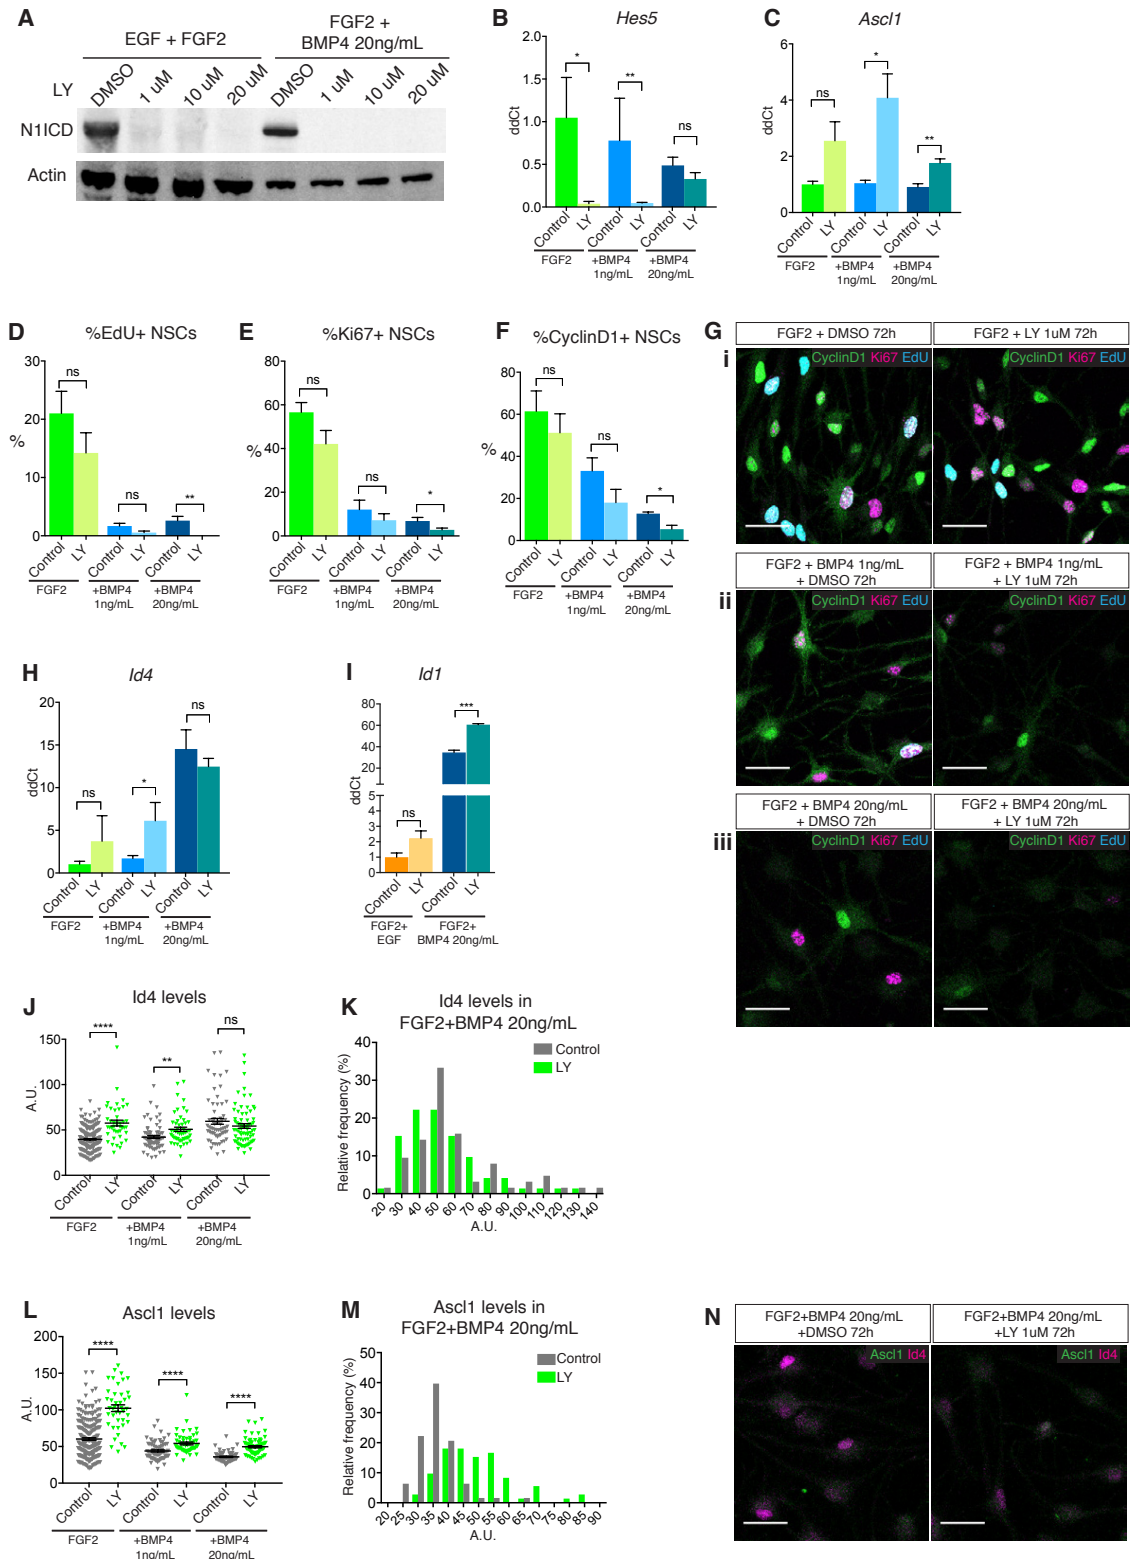 A
EGF + FGF2
FGF2 +
BMP4 20ng/mL
LY
DMSO
1 uM
10 uM
20 uM
DMSO
1 uM
10 uM
20 uM
N1ICD
Actin
B
Hes5
ddCt
2.0
1.5
1.0
0.5
0.0
*
**
ns
Control
LY
Control
LY
Control
LY
FGF2
+BMP4
1ng/mL
+BMP4
20ng/mL
C
Ascl1
ddCt
6
4
2
0
ns
*
**
Control
LY
Control
LY
Control
LY
FGF2
+BMP4
1ng/mL
+BMP4
20ng/mL
D
%EdU+ NSCs
%
30
20
10
0
ns
ns
**
Control
LY
Control
LY
Control
LY
FGF2
+BMP4
1ng/mL
+BMP4
20ng/mL
E
%Ki67+ NSCs
%
80
60
40
20
0
ns
ns
*
Control
LY
Control
LY
Control
LY
FGF2
+BMP4
1ng/mL
+BMP4
20ng/mL
F
%CyclinD1+ NSCs
%
80
60
40
20
0
ns
ns
*
Control
LY
Control
LY
Control
LY
FGF2
+BMP4
1ng/mL
+BMP4
20ng/mL
G
FGF2 + DMSO 72h
FGF2 + LY 1uM 72h
i
CyclinD1 Ki67 EdU
CyclinD1 Ki67 EdU
FGF2 + BMP4 1ng/mL
+ DMSO 72h
FGF2 + BMP4 1ng/mL
+ LY 1uM 72h
ii
CyclinD1 Ki67 EdU
CyclinD1 Ki67 EdU
FGF2 + BMP4 20ng/mL
+ DMSO 72h
FGF2 + BMP4 20ng/mL
+ LY 1uM 72h
iii
CyclinD1 Ki67 EdU
CyclinD1 Ki67 EdU
H
Id4
ddCt
20
15
10
5
0
ns
*
ns
Control
LY
Control
LY
Control
LY
FGF2
+BMP4
1ng/mL
+BMP4
20ng/mL
I
Id1
ddCt
80
60
40
20
5
4
3
2
1
0
ns
***
Control
LY
Control
LY
FGF2+
EGF
FGF2+
BMP4 20ng/mL
J
Id4 levels
A.U.
150
100
50
0
****
**
ns
Control
LY
Control
LY
Control
LY
FGF2
+BMP4
1ng/mL
+BMP4
20ng/mL
K
Id4 levels in
FGF2+BMP4 20ng/mL
Control
LY
Relative frequency (%)
40
30
20
10
0
20 30 40 50 60 70 80 90 100 110 120 130 140
A.U.
L
Ascl1 levels
A.U.
200
150
100
50
0
****
****
****
Control
LY
Control
LY
Control
LY
FGF2
+BMP4
1ng/mL
+BMP4
20ng/mL
M
Ascl1 levels in
FGF2+BMP4 20ng/mL
Control
LY
Relative frequency (%)
50
40
30
20
10
0
20 25 30 35 40 45 50 55 60 65 70 75 80 85 90
A.U.
N
FGF2+BMP4 20ng/mL
+DMSO 72h
FGF2+BMP4 20ng/mL
+LY 1uM 72h
Ascl1 Id4
Ascl1 Id4